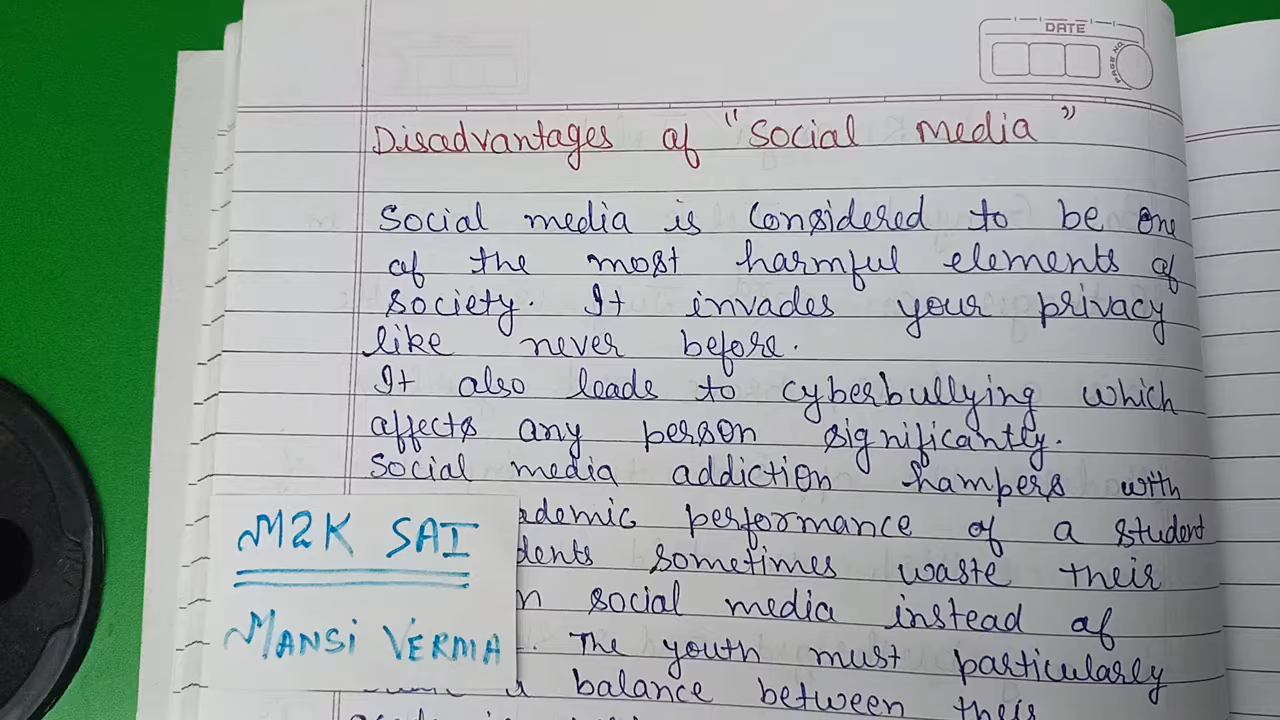 DATE
PAGE NO.
Disadvantages of "Social media"
Social media is considered to be one
of the most harmful elements of
society. It invades your privacy
like never before.
It also leads to cyberbullying which
affects any person significantly.
Social media addiction hampers with
ademic performance of a student
dents sometimes waste their
n social media instead of
. The youth must particularly
a balance between their
M2K SAI
MANSI VERMA